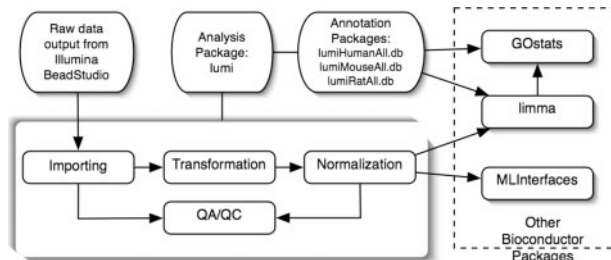 Raw data
output from
Illumina
BeadStudio
Analysis
Package:
lumi
Annotation
Packages:
lumiHumanAll.db
lumiMouseAll.db
lumiRatAll.db
GOstats
limma
Importing
Transformation
Normalization
MLInterfaces
QA/QC
Other
Bioconductor
Packages